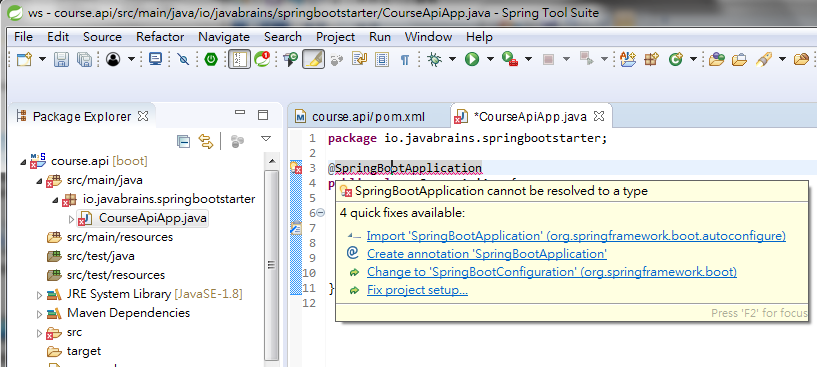 ws - course.api/src/main/java/io/javabrains/springbootstarter/CourseApiApp.java - Spring Tool Suite
File Edit Source Refactor Navigate Search Project Run Window Help
Package Explorer
course.api/pom.xml
*CourseApiApp.java
course.api [boot]
src/main/java
io.javabrains.springbootstarter
CourseApiApp.java
src/main/resources
src/test/java
src/test/resources
JRE System Library [JavaSE-1.8]
Maven Dependencies
src
target
1 package io.javabrains.springbootstarter;
2
3 @SpringBootApplication
4
6
7
8
9
10
11 }
12
SpringBootApplication cannot be resolved to a type
4 quick fixes available:
Import 'SpringBootApplication' (org.springframework.boot.autoconfigure)
Create annotation 'SpringBootApplication'
Change to 'SpringBootConfiguration' (org.springframework.boot)
Fix project setup...
Press 'F2' for focus